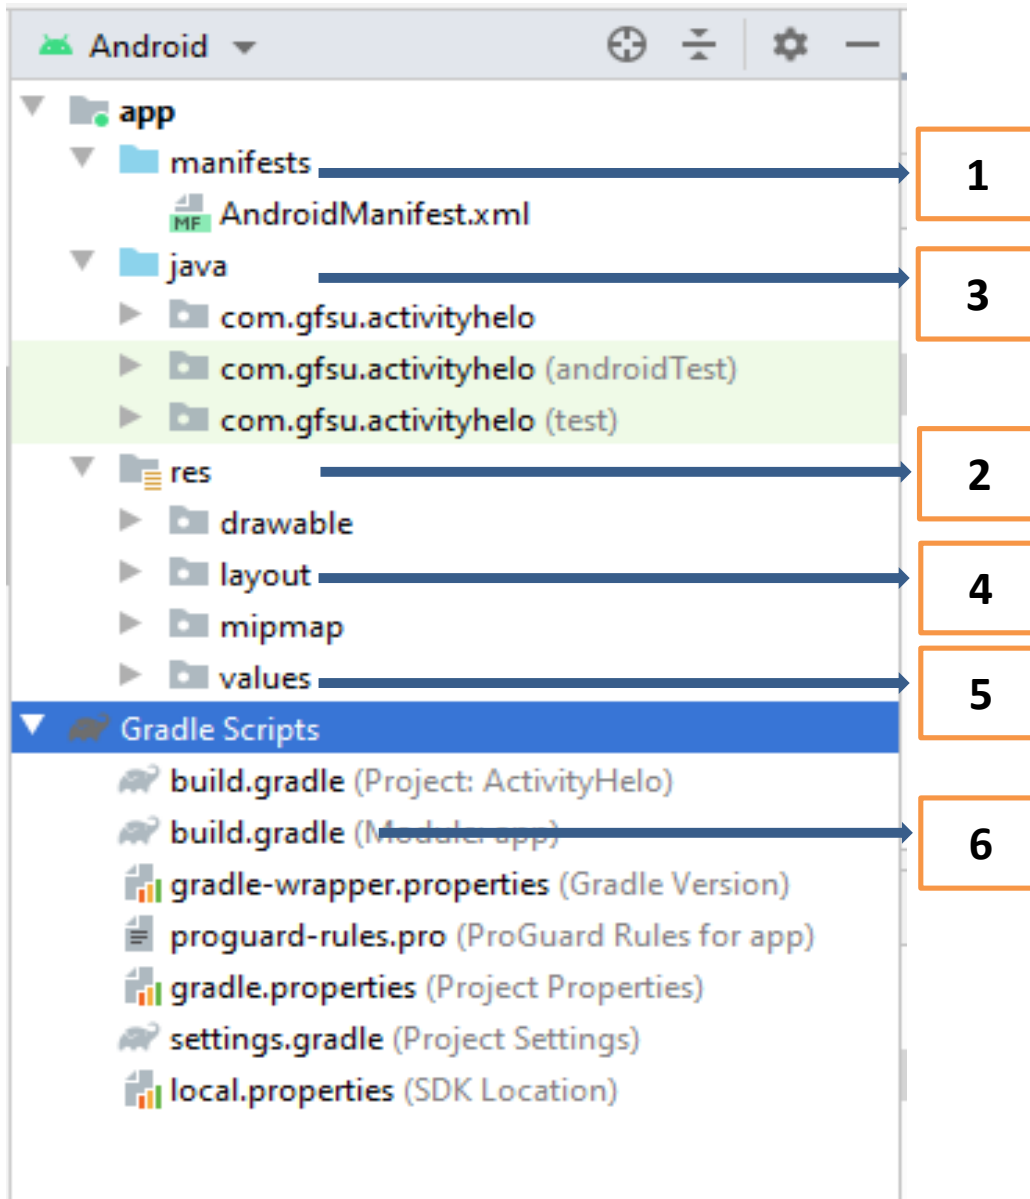 Android
app
manifests
1
AndroidManifest.xml
java
3
com.gfsu.activityhelo
com.gfsu.activityhelo (androidTest)
com.gfsu.activityhelo (test)
res
2
drawable
layout
4
mipmap
values
5
Gradle Scripts
build.gradle (Project: ActivityHelo)
build.gradle (Module: app)
6
gradle-wrapper.properties (Gradle Version)
proguard-rules.pro (ProGuard Rules for app)
gradle.properties (Project Properties)
settings.gradle (Project Settings)
local.properties (SDK Location)